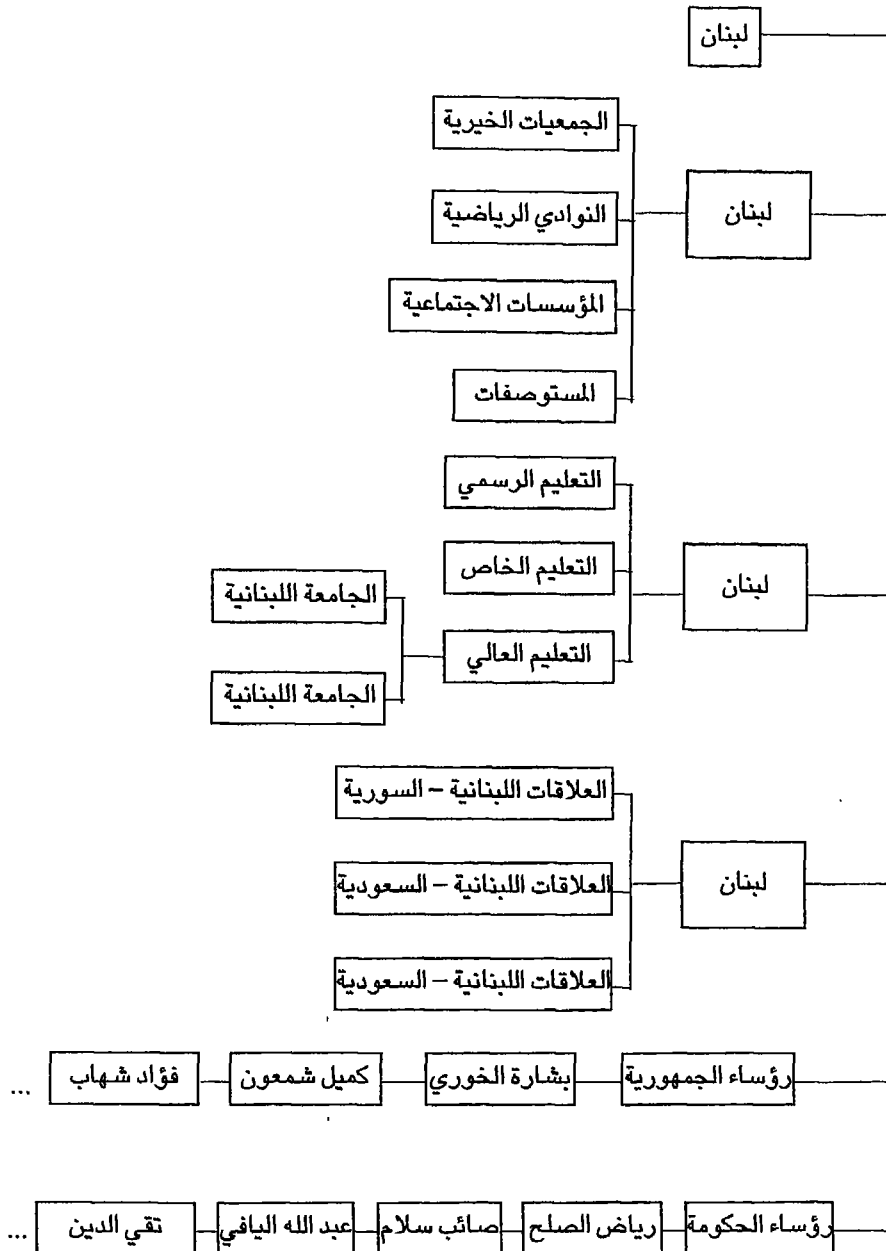 لبنان
الجمعيات الخيرية
لبنان
النوادي الرياضية
المؤسسات الاجتماعية
المستوصفات
التعليم الرسمي
التعليم الخاص
لبنان
الجامعة اللبنانية
التعليم العالي
الجامعة اللبنانية
العلاقات اللبنانية – السورية
لبنان
العلاقات اللبنانية – السعودية
العلاقات اللبنانية – السعودية
رؤساء الجمهورية بشارة الخوري كميل شمعون فؤاد شهاب ...
رؤساء الحكومة رياض الصلح صائب سلام عبد الله اليافي تقي الدين ...